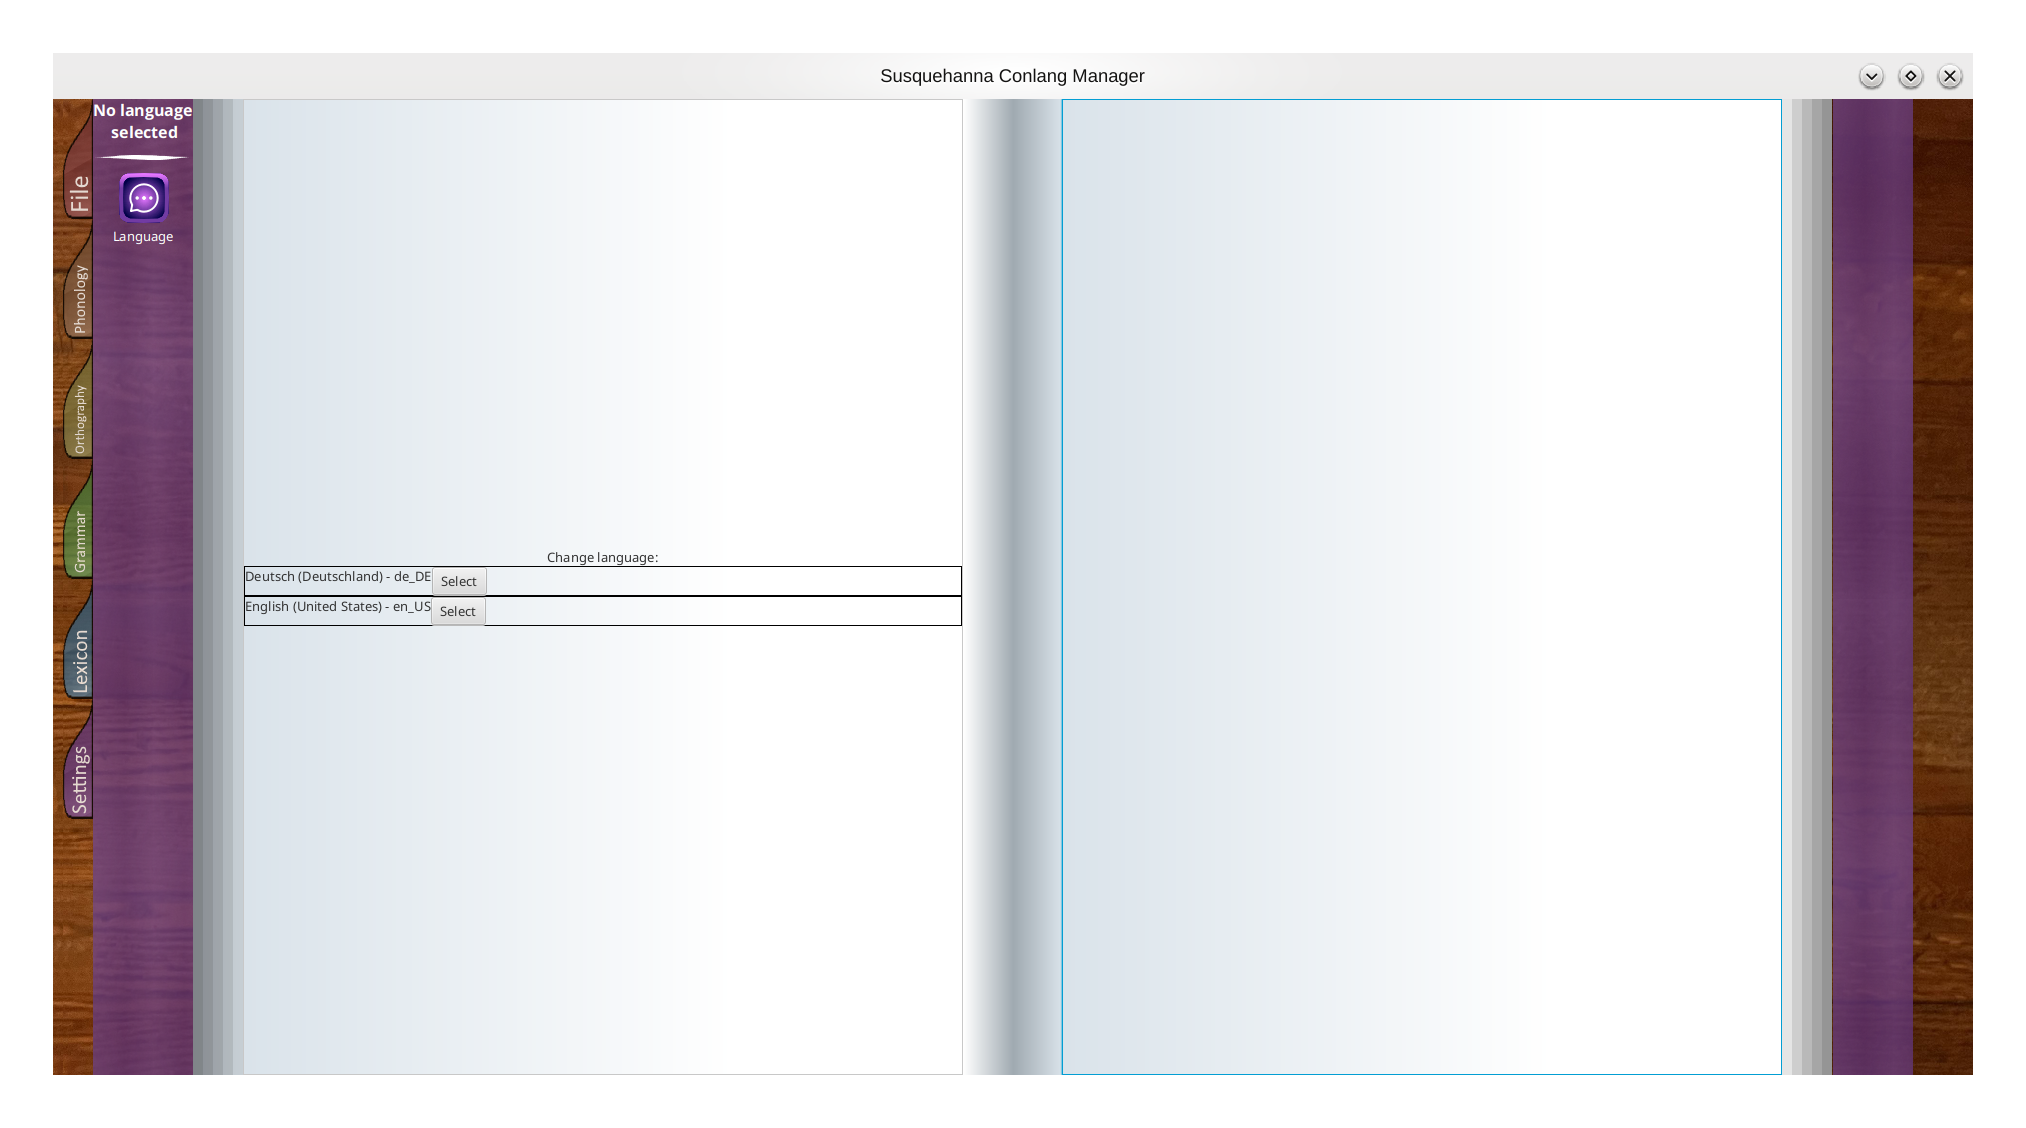 Susquehanna Conlang Manager
No language
selected
Language
File
Phonology
Orthography
Grammar
Lexicon
Settings
Change language:
Deutsch (Deutschland) - de_DE Select
English (United States) - en_US Select